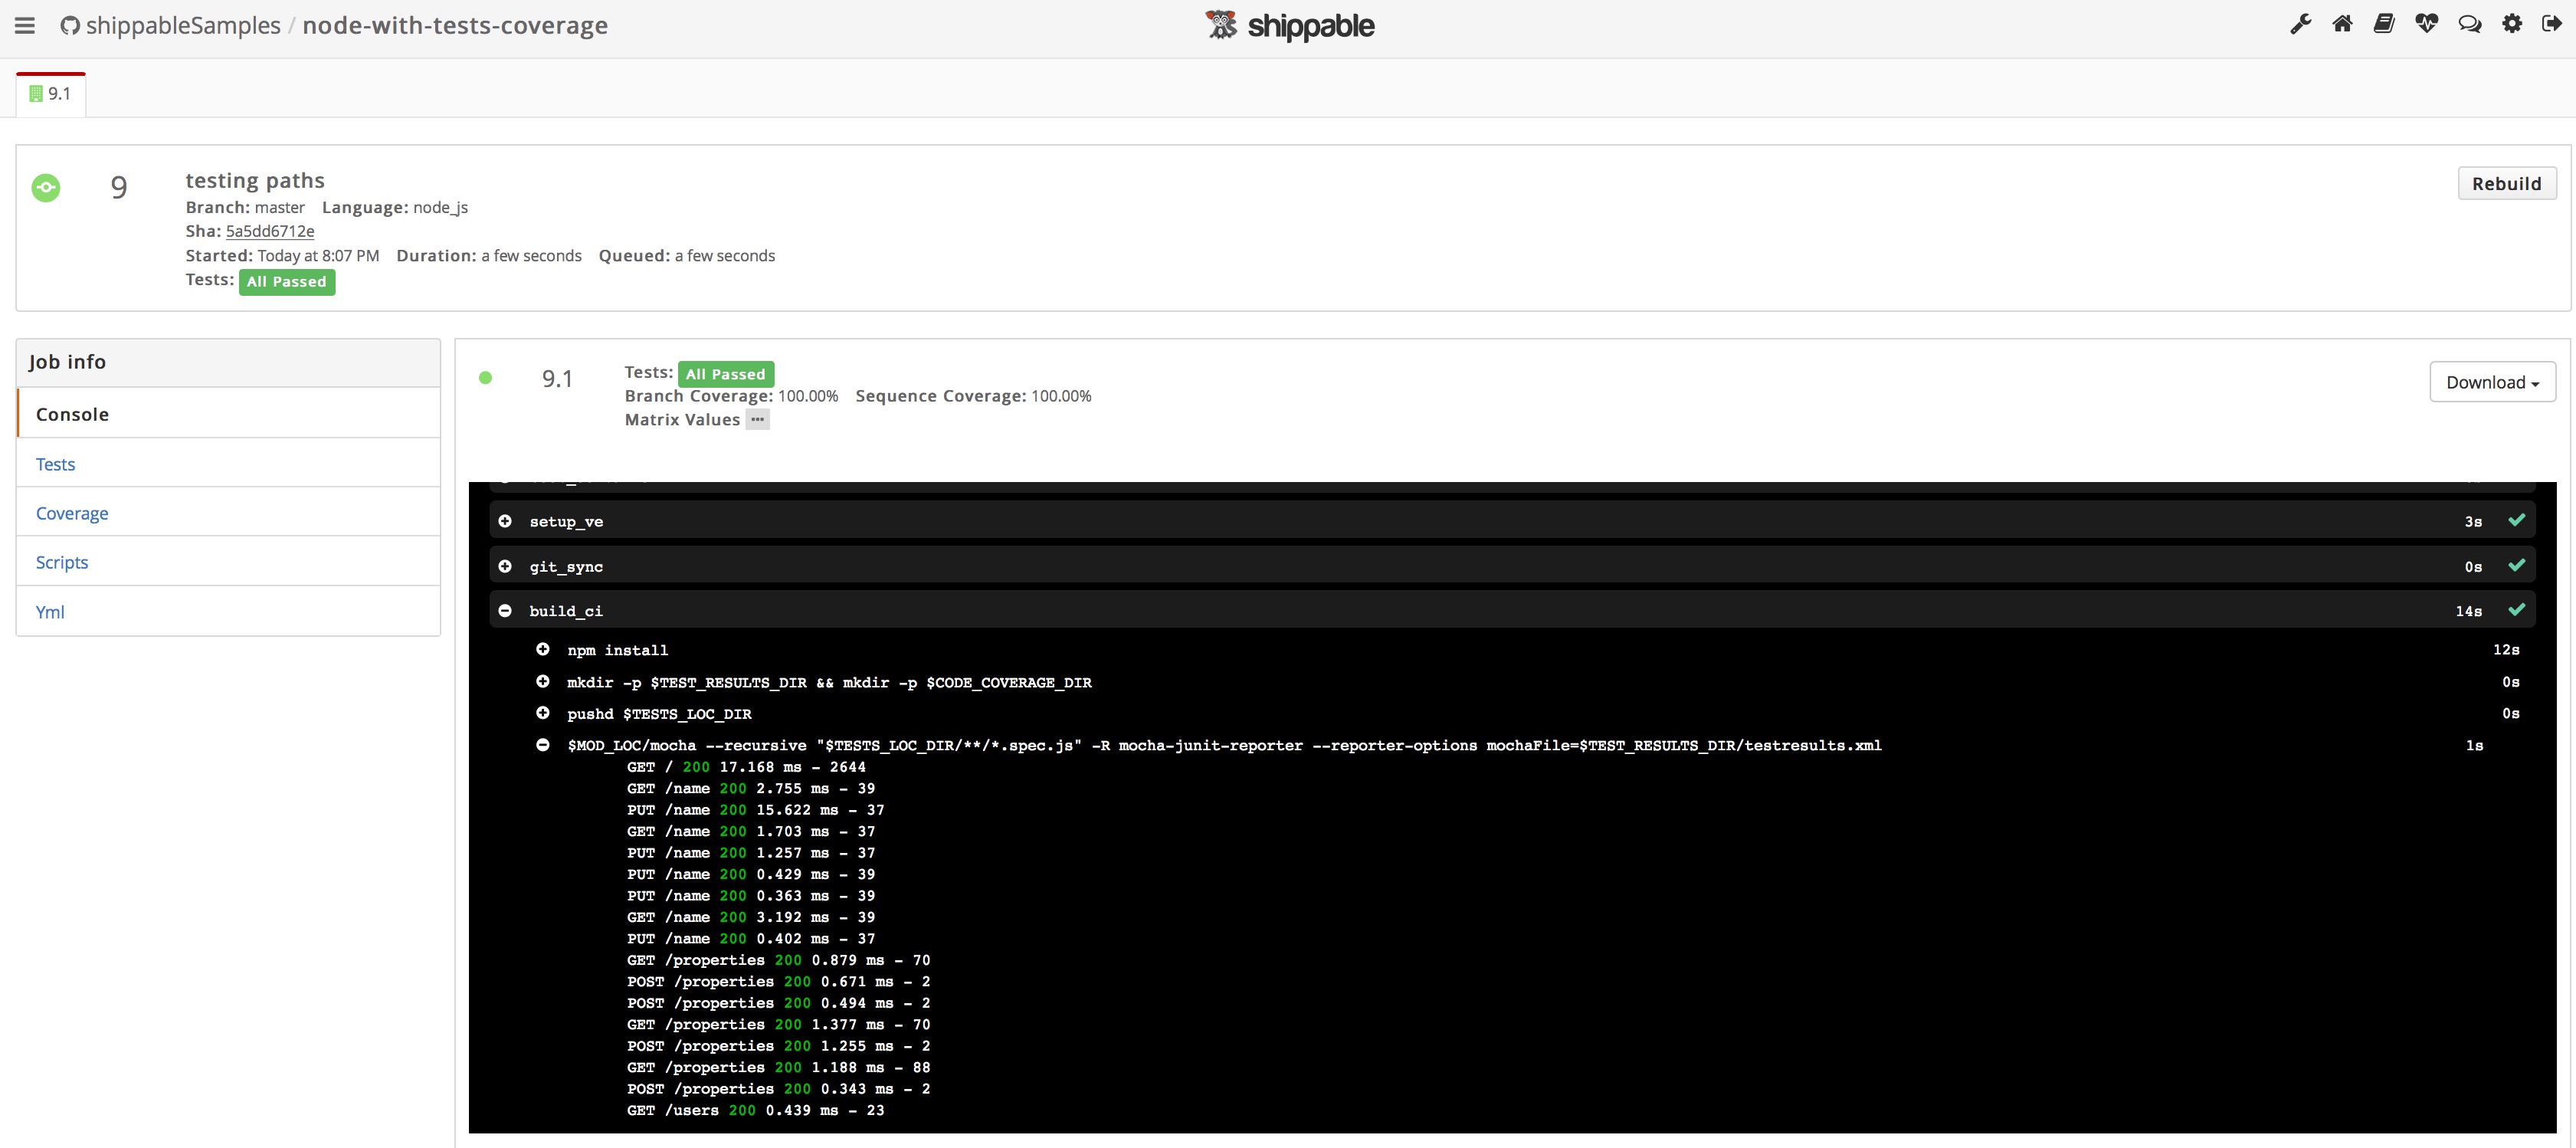 shippableSamples / node-with-tests-coverage
shippable
9.1
9
testing paths
Rebuild
Branch: master Language: node_js
Sha: 5a5dd6712e
Started: Today at 8:07 PM Duration: a few seconds Queued: a few seconds
Tests: All Passed
Job info
Console
Tests
Coverage
Scripts
Yml
9.1
Tests: All Passed
Branch Coverage: 100.00% Sequence Coverage: 100.00%
Matrix Values
Download
setup_ve 3s
git_sync 0s
build_ci 14s
npm install 12s
mkdir -p $TEST_RESULTS_DIR && mkdir -p $CODE_COVERAGE_DIR 0s
pushd $TESTS_LOC_DIR 0s
$MOD_LOC/mocha --recursive "$TESTS_LOC_DIR/**/*.spec.js" -R mocha-junit-reporter --reporter-options mochaFile=$TEST_RESULTS_DIR/testresults.xml 1s
GET / 200 17.168 ms - 2644
GET /name 200 2.755 ms - 39
PUT /name 200 15.622 ms - 37
GET /name 200 1.703 ms - 37
PUT /name 200 1.257 ms - 37
PUT /name 200 0.429 ms - 39
PUT /name 200 0.363 ms - 39
GET /name 200 3.192 ms - 39
PUT /name 200 0.402 ms - 37
GET /properties 200 0.879 ms - 70
POST /properties 200 0.671 ms - 2
POST /properties 200 0.494 ms - 2
GET /properties 200 1.377 ms - 70
POST /properties 200 1.255 ms - 2
GET /properties 200 1.188 ms - 88
POST /properties 200 0.343 ms - 2
GET /users 200 0.439 ms - 23